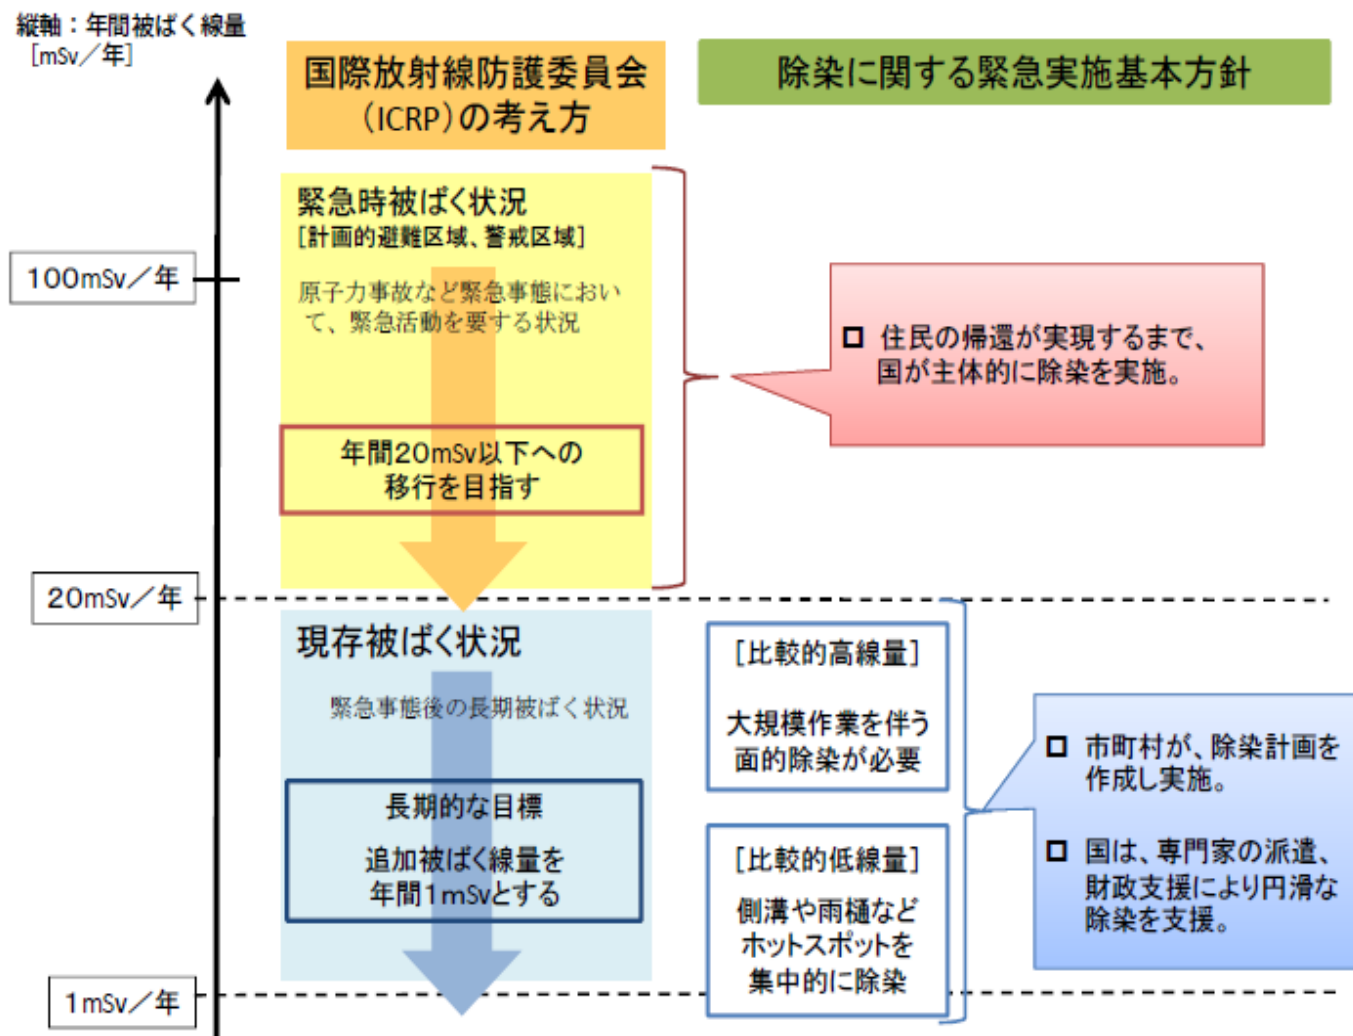 縦軸：年間被ばく線量
［mSv／年］
国際放射線防護委員会
（ICRP）の考え方
除染に関する緊急実施基本方針
緊急時被ばく状況
［計画的避難区域、警戒区域］
100mSv／年
原子力事故など緊急事態におい
て、緊急活動を要する状況
住民の帰還が実現するまで、
国が主体的に除染を実施。
年間20mSv以下への
移行を目指す
20mSv／年
現存被ばく状況
緊急事態後の長期被ばく状況
長期的な目標
追加被ばく線量を
年間1mSvとする
［比較的高線量］
大規模作業を伴う
面的除染が必要
［比較的低線量］
側溝や雨樋など
ホットスポットを
集中的に除染
市町村が、除染計画を
作成し実施。
国は、専門家の派遣、
財政支援により円滑な
除染を支援。
1mSv／年